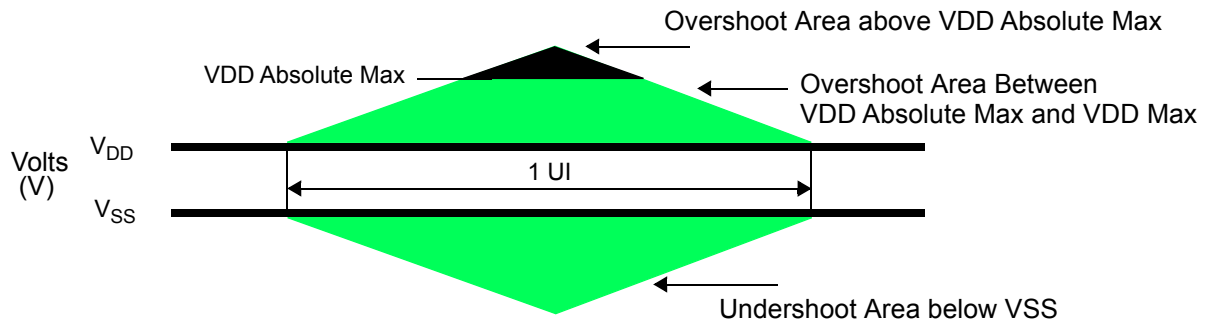 Overshoot Area above VDD Absolute Max
VDD Absolute Max
Overshoot Area Between
VDD Absolute Max and VDD Max
Volts
(V)
VDD
1 UI
VSS
Undershoot Area below VSS